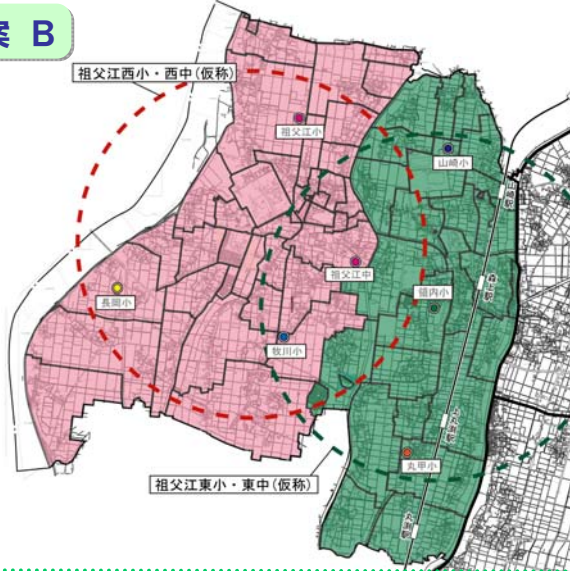 案 B
祖父江西小・西中(仮称)
祖父江小
山崎小
山崎駅
祖父江中
森上駅
長岡小
領内小
牧川小
上丸渕駅
丸甲小
祖父江東小・東中(仮称)
丸渕駅